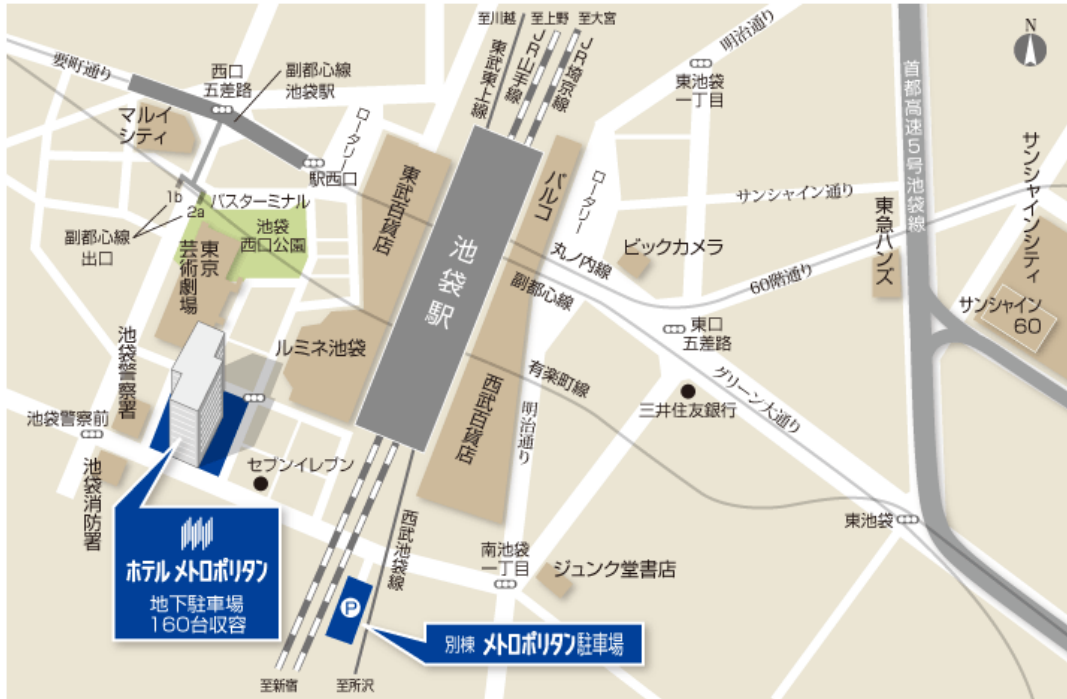 至川越
至上野
至大宮
N
東武東上線
JR山手線
JR埼京線
明治通り
東池袋
一丁目
首都高速5号池袋線
要町通り
西口
五差路
副都心線
池袋駅
マルイ
シティ
ロータリー
駅西口
東武百貨店
パルコ
ロータリー
サンシャイン通り
サンシャインシティ
1b
2a
バスターミナル
池袋
西口公園
副都心線
出口
東京
芸術劇場
池袋駅
丸ノ内線
副都心線
ビックカメラ
60階通り
東急ハンズ
サンシャイン
60
東口
五差路
池袋警察署
ルミネ池袋
有楽町線
グリーン大通り
三井住友銀行
池袋警察前
西武百貨店
明治通り
セブンイレブン
池袋消防署
西武池袋線
東池袋
南池袋
一丁目
ジュンク堂書店
ホテル メトロポリタン
地下駐車場
160台収容
P
別棟 メトロポリタン駐車場
至新宿
至所沢